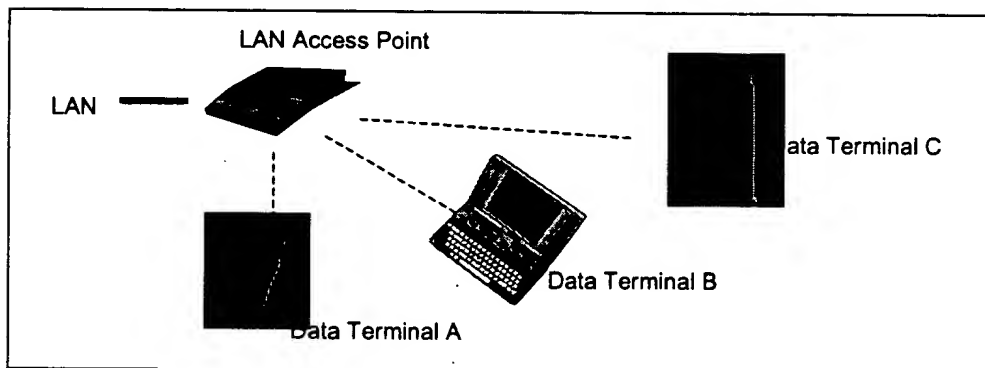 LAN Access Point
LAN
ata Terminal C
Data Terminal B
Data Terminal A